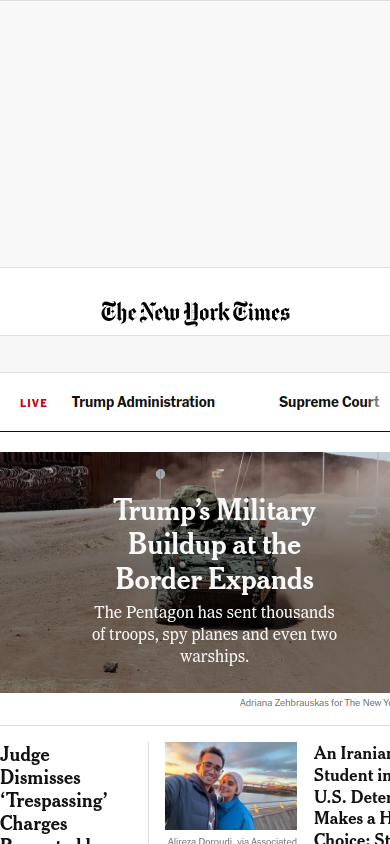 The New York Times
LIVE Trump Administration Supreme Court
Trump's Military
Buildup at the
Border Expands
The Pentagon has sent thousands
of troops, spy planes and even two
warships.
Adriana Zehbrauskas for The New
Judge
Dismisses
‘Trespassing’
Charges
Alireza Doroudi, via Associated
An Iranian
Student in
U.S.
Makes a
Choice: